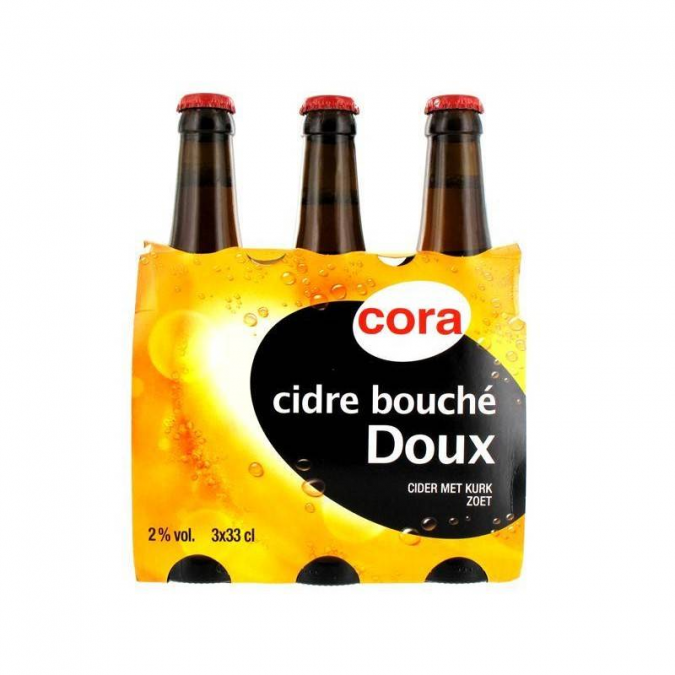 cora
cidre bouché
Doux
CIDER MET KURK
ZOET
2 % vol. 3x33 cl